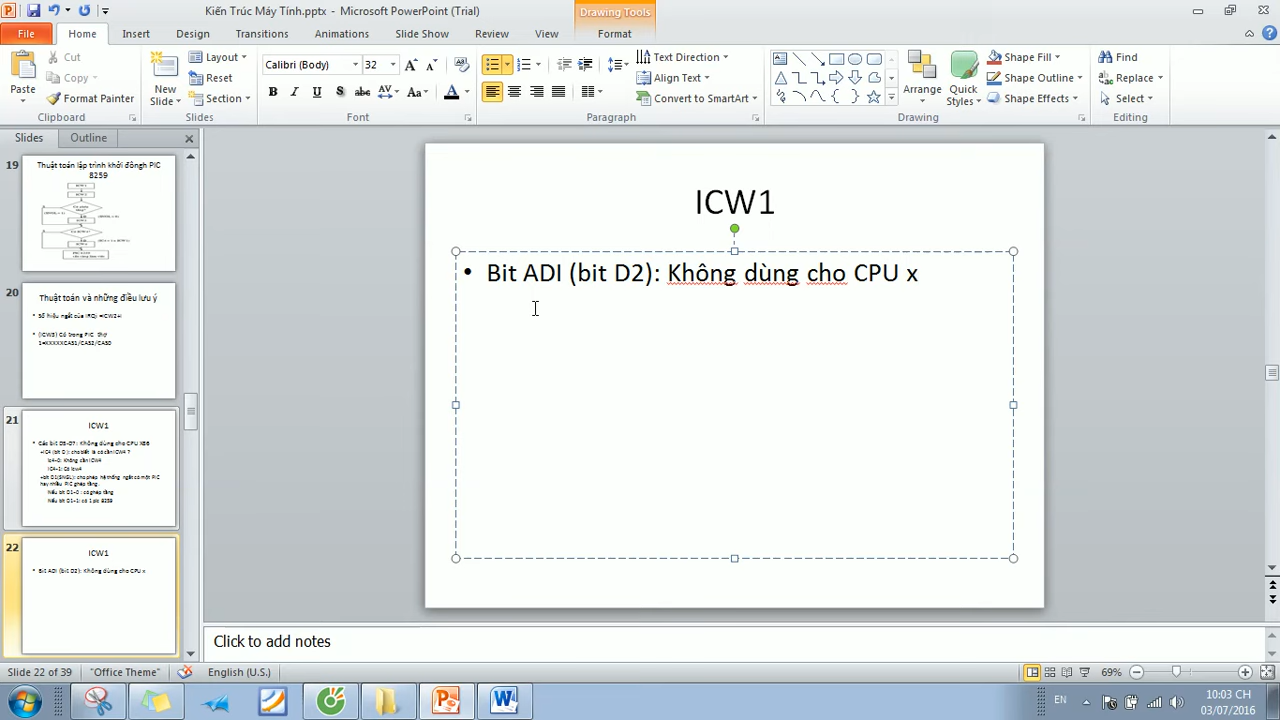 Kiến Trúc Máy Tính.pptx - Microsoft PowerPoint (Trial)
Drawing Tools
File Home Insert Design Transitions Animations Slide Show Review View Format
Paste
Cut
Copy
Format Painter
Clipboard
New Slide
Layout
Reset
Section
Slides
Calibri (Body) 32
Font
Text Direction
Align Text
Convert to SmartArt
Paragraph
Arrange
Quick Styles
Shape Fill
Shape Outline
Shape Effects
Drawing
Find
Replace
Select
Editing
Slides Outline
19
Thuật toán lập trình khởi đôngh PIC
8259
20
Thuật toán và những điều lưu ý
21
ICW1
22
ICW1
Bit ADI (bit D2): Không dùng cho CPU x
ICW1
• Bit ADI (bit D2): Không dùng cho CPU x
Click to add notes
Slide 22 of 39 "Office Theme" English (U.S.) 69%
EN
10:03 CH
03/07/2016